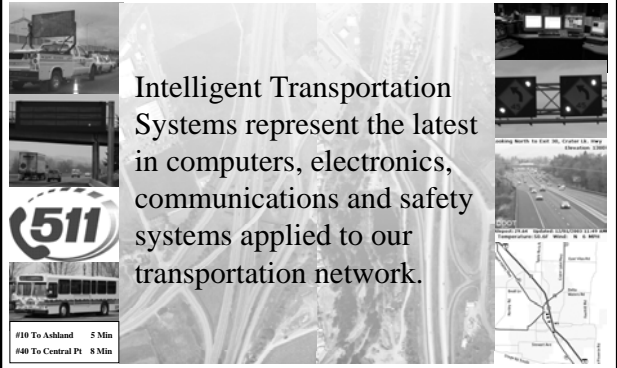 Intelligent Transportation
Systems represent the latest
in computers, electronics,
communications and safety
systems applied to our
transportation network.
511
#10 To Ashland 5 Min
#40 To Central Pt 8 Min